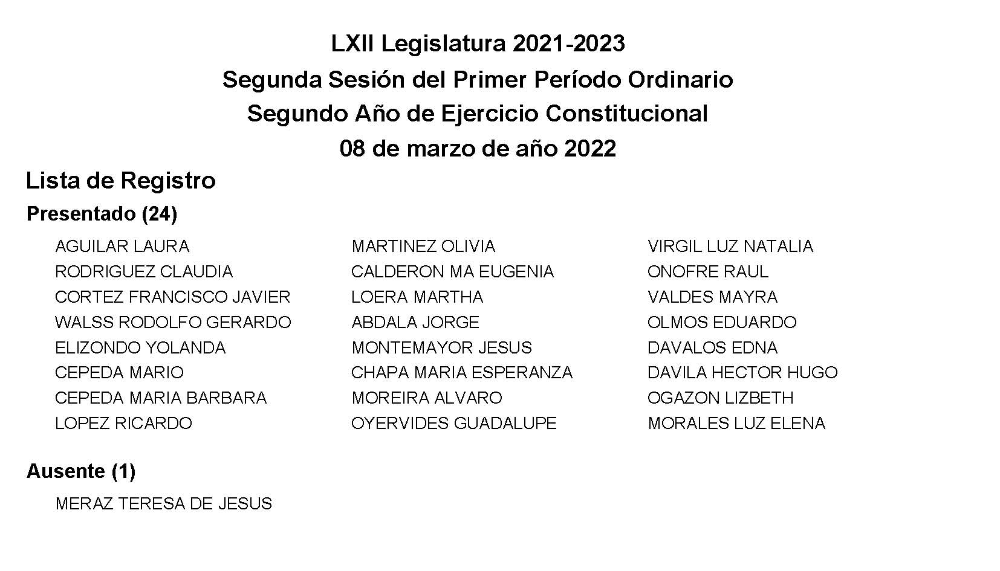 LXII Legislatura 2021-2023
Segunda Sesión del Primer Período Ordinario
Segundo Año de Ejercicio Constitucional
08 de marzo de año 2022
Lista de Registro
Presentado (24)
AGUILAR LAURA MARTINEZ OLIVIA VIRGIL LUZ NATALIA
RODRIGUEZ CLAUDIA CALDERON MA EUGENIA ONOFRE RAUL
CORTEZ FRANCISCO JAVIER LOERA MARTHA VALDES MAYRA
WALSS RODOLFO GERARDO ABDALA JORGE OLMOS EDUARDO
ELIZONDO YOLANDA MONTEMAYOR JESUS DAVALOS EDNA
CEPEDA MARIO CHAPA MARIA ESPERANZA DAVILA HECTOR HUGO
CEPEDA MARIA BARBARA MOREIRA ALVARO OGAZON LIZBETH
LOPEZ RICARDO OYERVIDES GUADALUPE MORALES LUZ ELENA
Ausente (1)
MERAZ TERESA DE JESUS